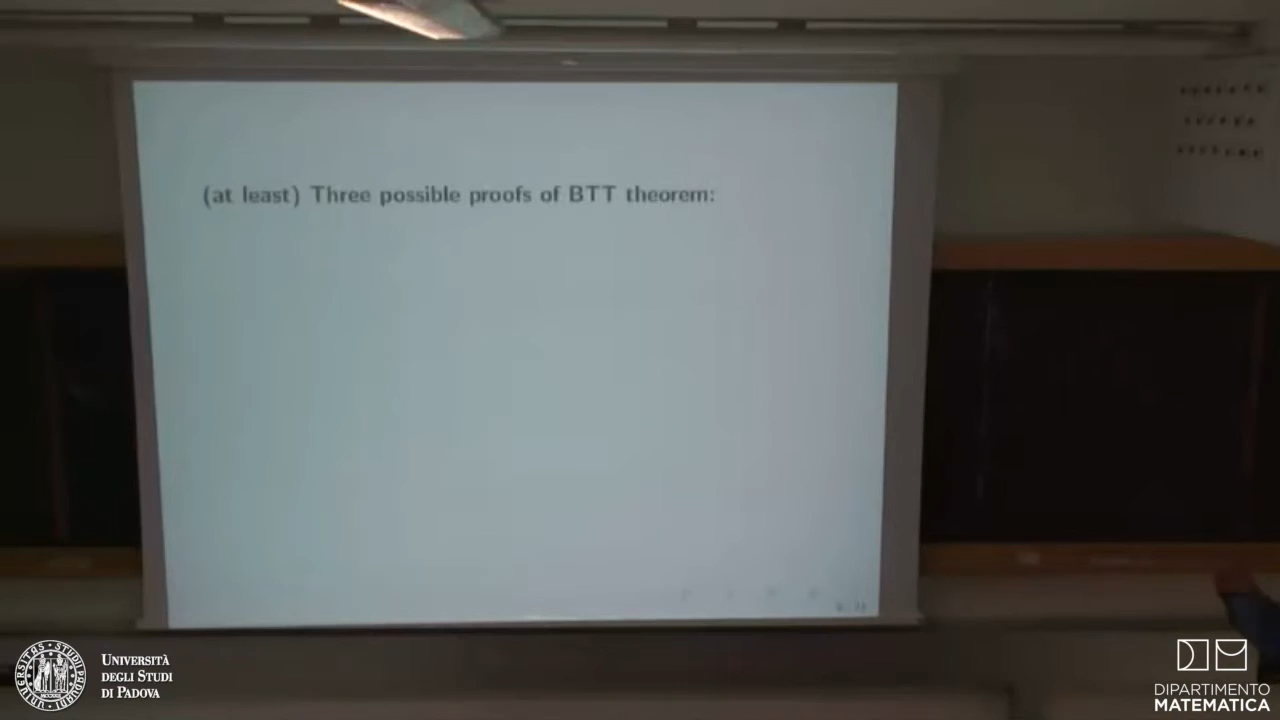 (at least) Three possible proofs of BTT theorem:
UNIVERSITÀ
DEGLI STUDI
DI PADOVA
DIPARTIMENTO
MATEMATICA